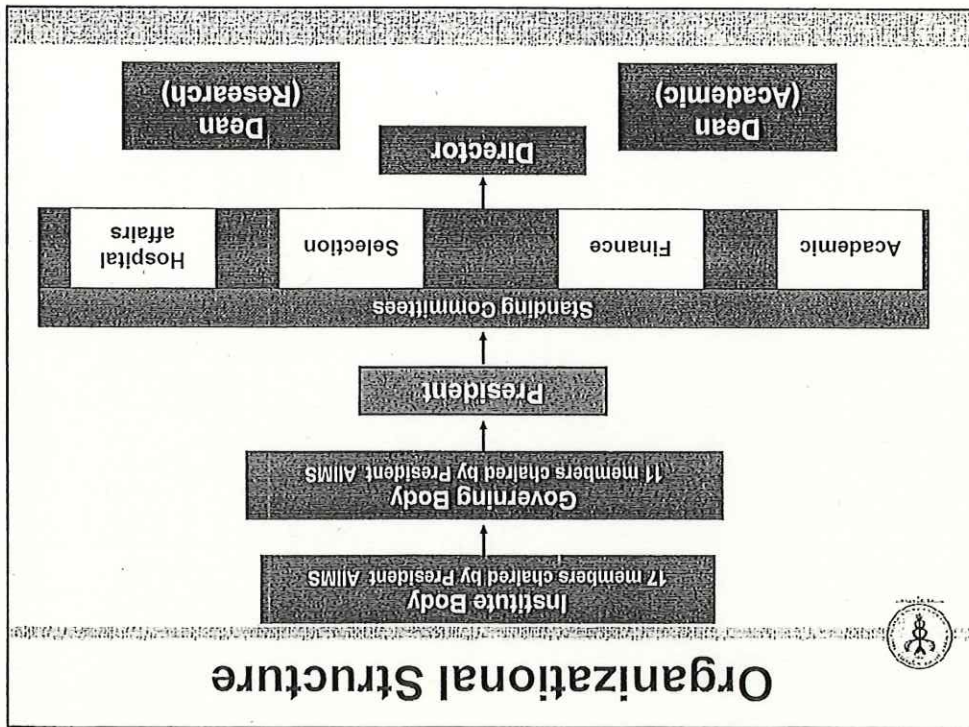 Organizational Structure
Institute Body
17 members chaired by President AIIMS
Governing Body
11 members chaired by President AIIMS
President
Standing Committees
Academic
Finance
Selection
Hospital
affairs
Director
Dean
(Academic)
Dean
(Research)